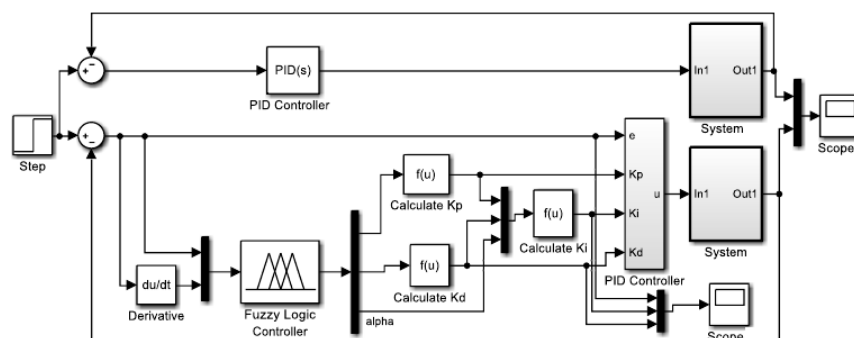 PID(s)
PID Controller
In1
Out1
System
Scope
Step
e
Kp
Ki
Kd
u
PID Controller
In1
Out1
System
f(u)
Calculate Kp
f(u)
Calculate Ki
f(u)
Calculate Kd
du/dt
Derivative
Fuzzy Logic
Controller
alpha
Scope